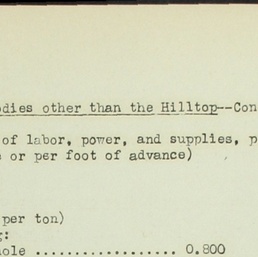 odies other than the Hilltop--Con
of labor, power, and supplies, p
e or per foot of advance)
per ton)
g:
hole .................. 0.800